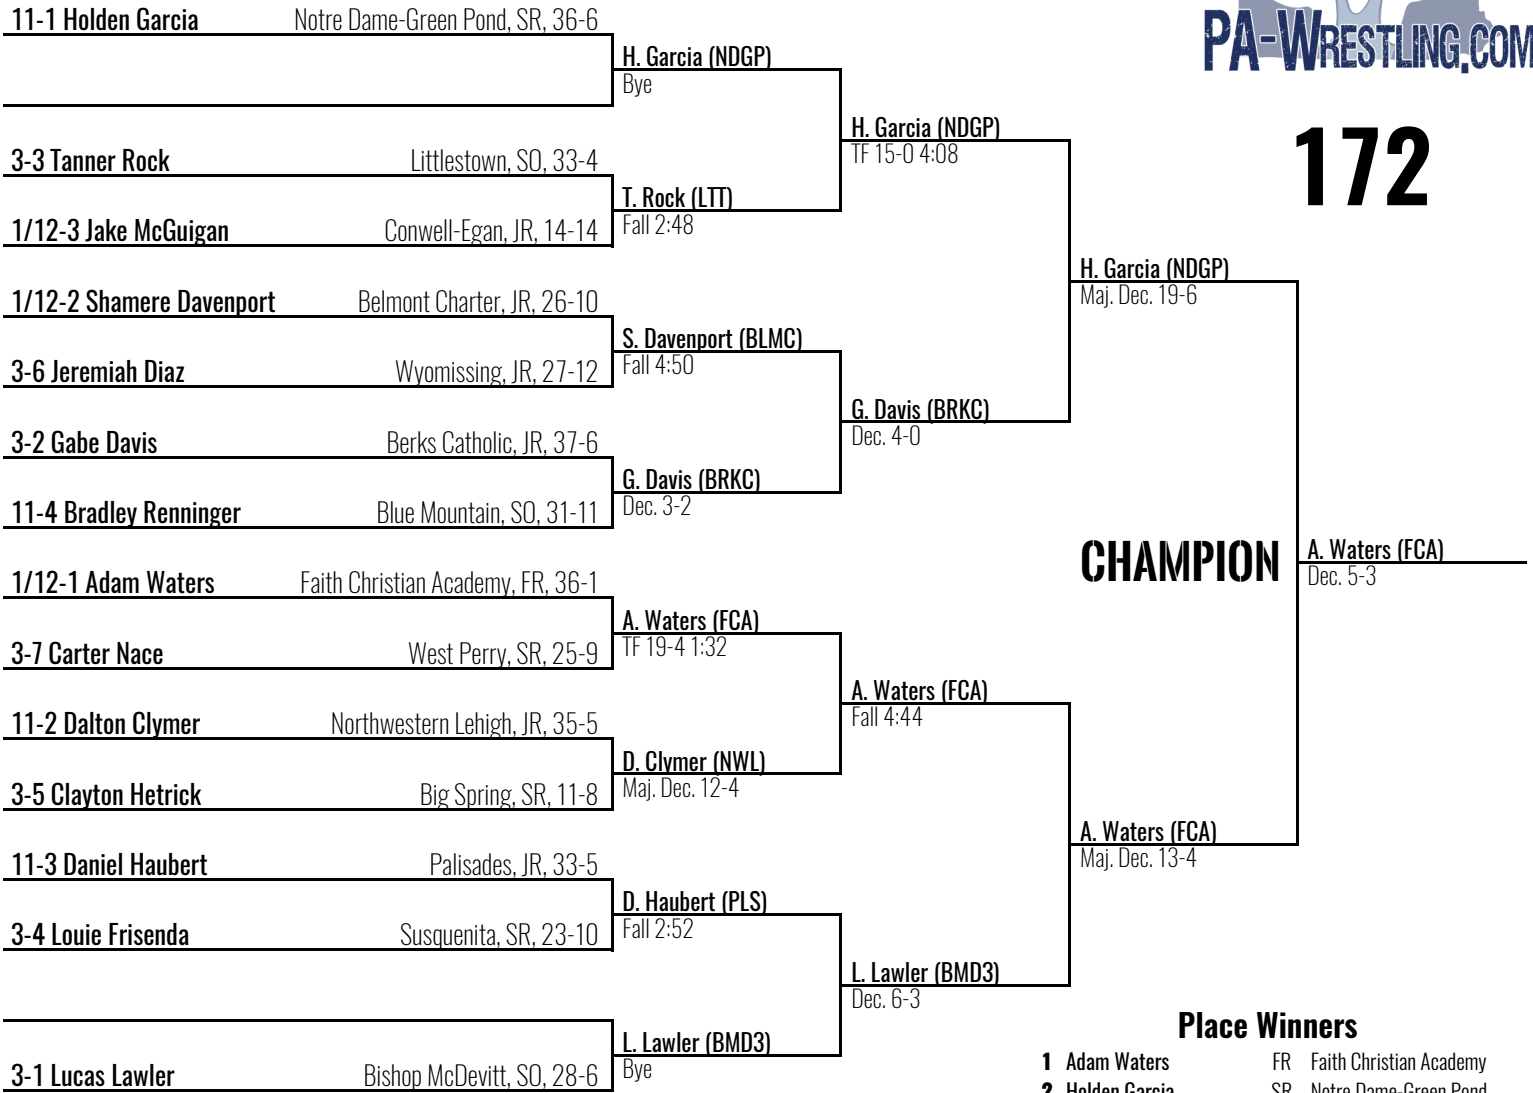 PA-WRESTLING.COM
172
11-1 Holden Garcia Notre Dame-Green Pond, SR, 36-6
H. Garcia (NDGP)
Bye
3-3 Tanner Rock Littlestown, SO, 33-4
1/12-3 Jake McGuigan Conwell-Egan, JR, 14-14
T. Rock (LTT)
Fall 2:48
H. Garcia (NDGP)
TF 15-0 4:08
1/12-2 Shamere Davenport Belmont Charter, JR, 26-10
3-6 Jeremiah Diaz Wyomissing, JR, 27-12
S. Davenport (BLMC)
Fall 4:50
3-2 Gabe Davis Berks Catholic, JR, 37-6
11-4 Bradley Renninger Blue Mountain, SO, 31-11
G. Davis (BRKC)
Dec. 3-2
G. Davis (BRKC)
Dec. 4-0
H. Garcia (NDGP)
Maj. Dec. 19-6
1/12-1 Adam Waters Faith Christian Academy, FR, 36-1
3-7 Carter Nace West Perry, SR, 25-9
A. Waters (FCA)
TF 19-4 1:32
11-2 Dalton Clymer Northwestern Lehigh, JR, 35-5
3-5 Clayton Hetrick Big Spring, SR, 11-8
D. Clymer (NWL)
Maj. Dec. 12-4
A. Waters (FCA)
Fall 4:44
11-3 Daniel Haubert Palisades, JR, 33-5
3-4 Louie Frisenda Susquenita, SR, 23-10
D. Haubert (PLS)
Fall 2:52
3-1 Lucas Lawler Bishop McDevitt, SO, 28-6
L. Lawler (BMD3)
Bye
L. Lawler (BMD3)
Dec. 6-3
A. Waters (FCA)
Maj. Dec. 13-4
CHAMPION
A. Waters (FCA)
Dec. 5-3
Place Winners
1 Adam Waters FR Faith Christian Academy
2 Holden Garcia SR Notre Dame-Green Pond